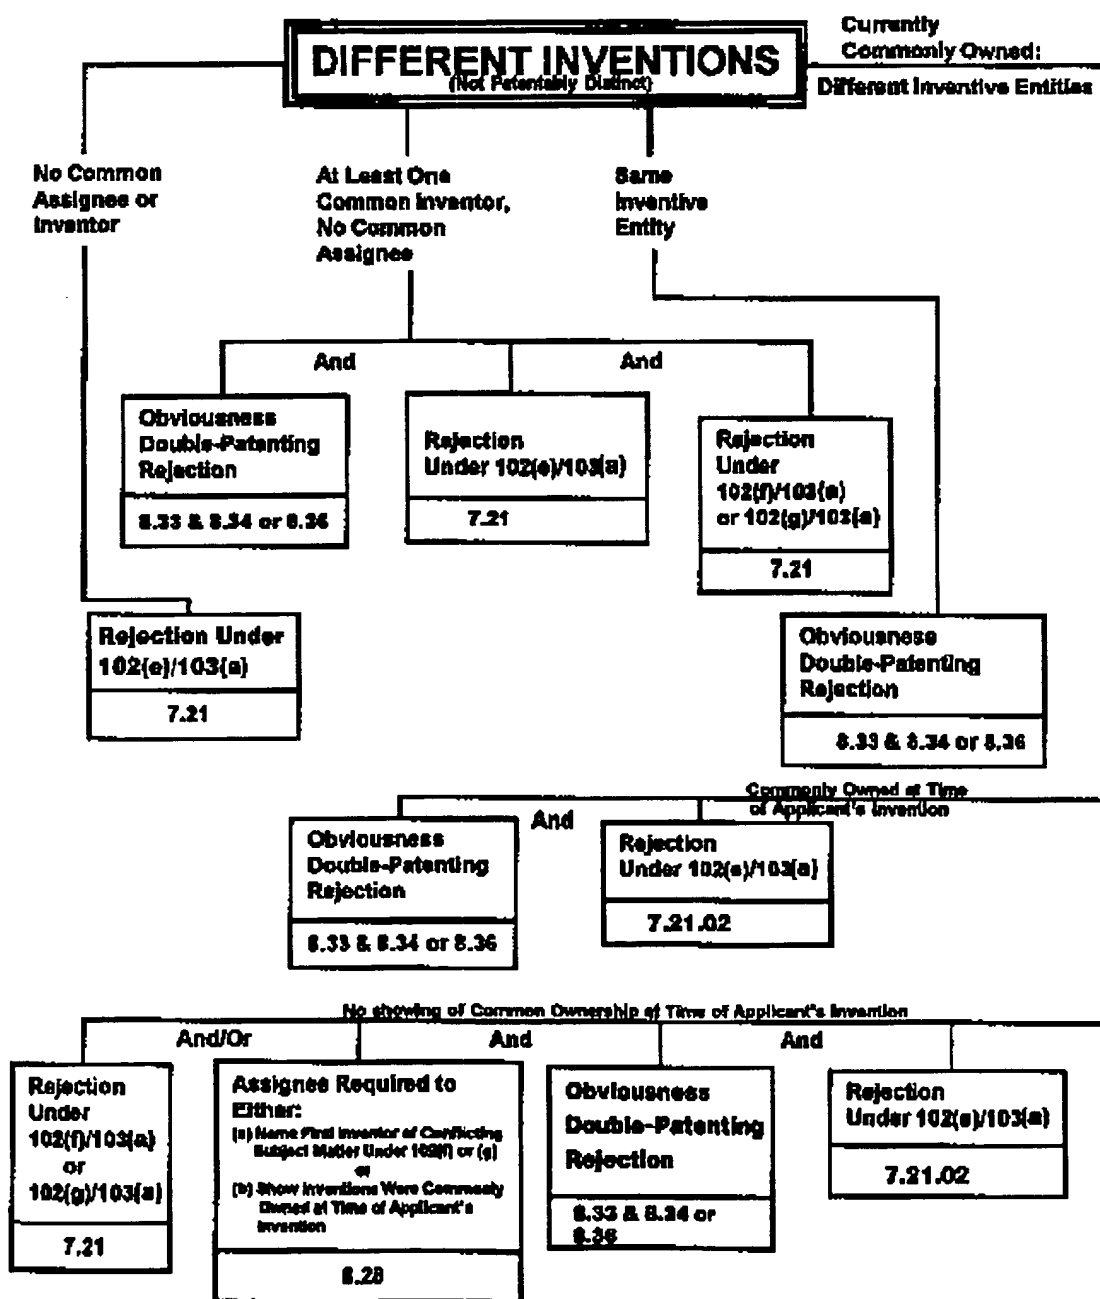 DIFFERENT INVENTIONS
(Not Patentably Distinct)
Currently
Commonly Owned:
Different Inventive Entities
No Common
Assignee or
Inventor
At Least One
Common Inventor,
No Common
Assignee
Same
Inventive
Entity
And
And
Obviousness
Double-Patenting
Rejection
8.33 & 8.34 or 8.36
Rejection
Under 102(e)/103(a)
7.21
Rejection
Under
102(f)/103(a)
or 102(g)/103(a)
7.21
Rejection Under
102(e)/103(a)
7.21
Obviousness
Double-Patenting
Rejection
8.33 & 8.34 or 8.36
Commonly Owned at Time
of Applicant's Invention
And
Obviousness
Double-Patenting
Rejection
8.33 & 8.34 or 8.36
Rejection
Under 102(e)/103(a)
7.21.02
No showing of Common Ownership at Time of Applicant's Invention
And/Or
And
And
Rejection
Under
102(f)/103(a)
or
102(g)/103(a)
7.21
Assignee Required to
Either:
(a) Name First Inventor of Conflicting
Subject Matter Under 102(f) or (g)
or
(b) Show Inventions Were Commonly
Owned at Time of Applicant's
Invention
8.28
Obviousness
Double-Patenting
Rejection
8.33 & 8.34 or
8.36
Rejection
Under 102(e)/103(a)
7.21.02